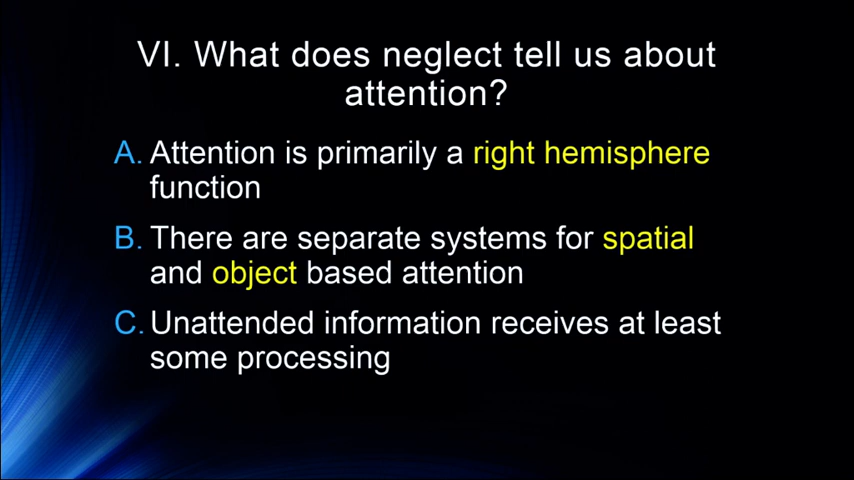 VI. What does neglect tell us about
attention?
A. Attention is primarily a right hemisphere
function
B. There are separate systems for spatial
and object based attention
C. Unattended information receives at least
some processing